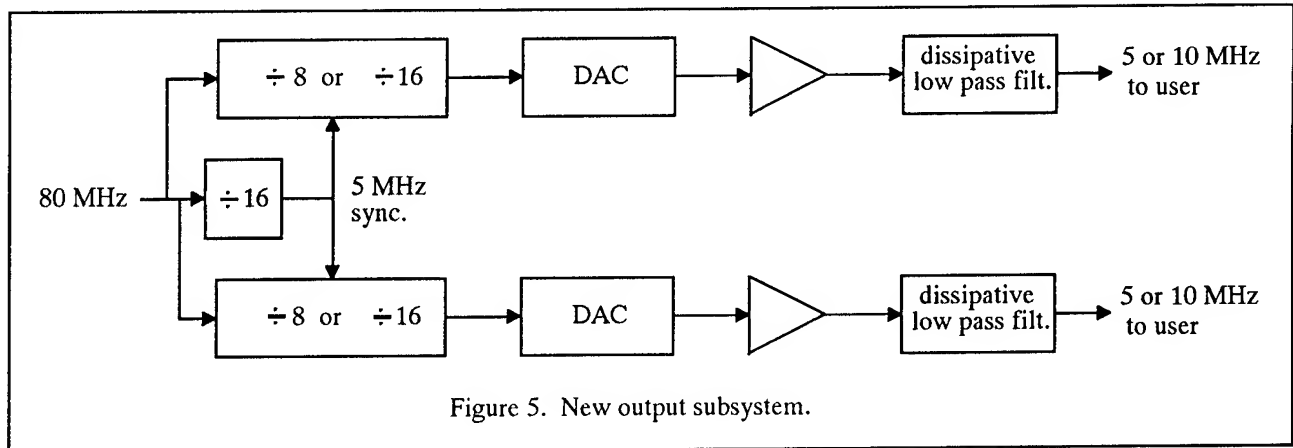 ÷ 8 or ÷ 16
DAC
dissipative
low pass filt.
5 or 10 MHz
to user
80 MHz
÷ 16
5 MHz
sync.
÷ 8 or ÷ 16
DAC
dissipative
low pass filt.
5 or 10 MHz
to user
Figure 5. New output subsystem.